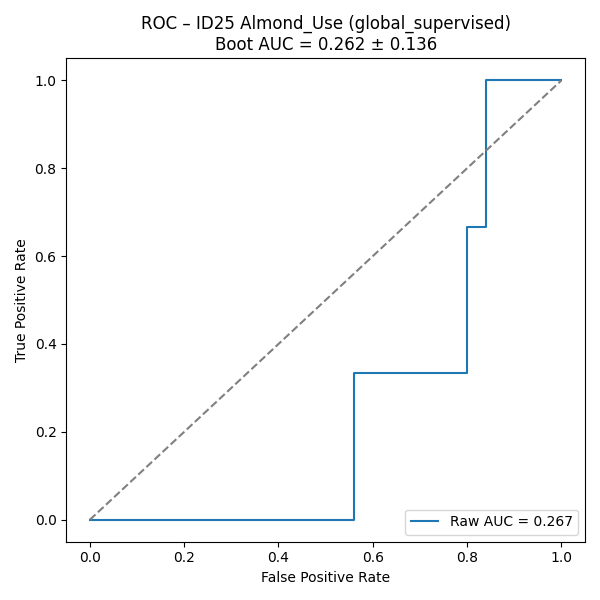 ROC – ID25 Almond_Use (global_supervised)
Boot AUC = 0.262 ± 0.136
1.0
0.8
0.6
0.4
0.2
0.0
True Positive Rate
Raw AUC = 0.267
0.0 0.2 0.4 0.6 0.8 1.0
False Positive Rate